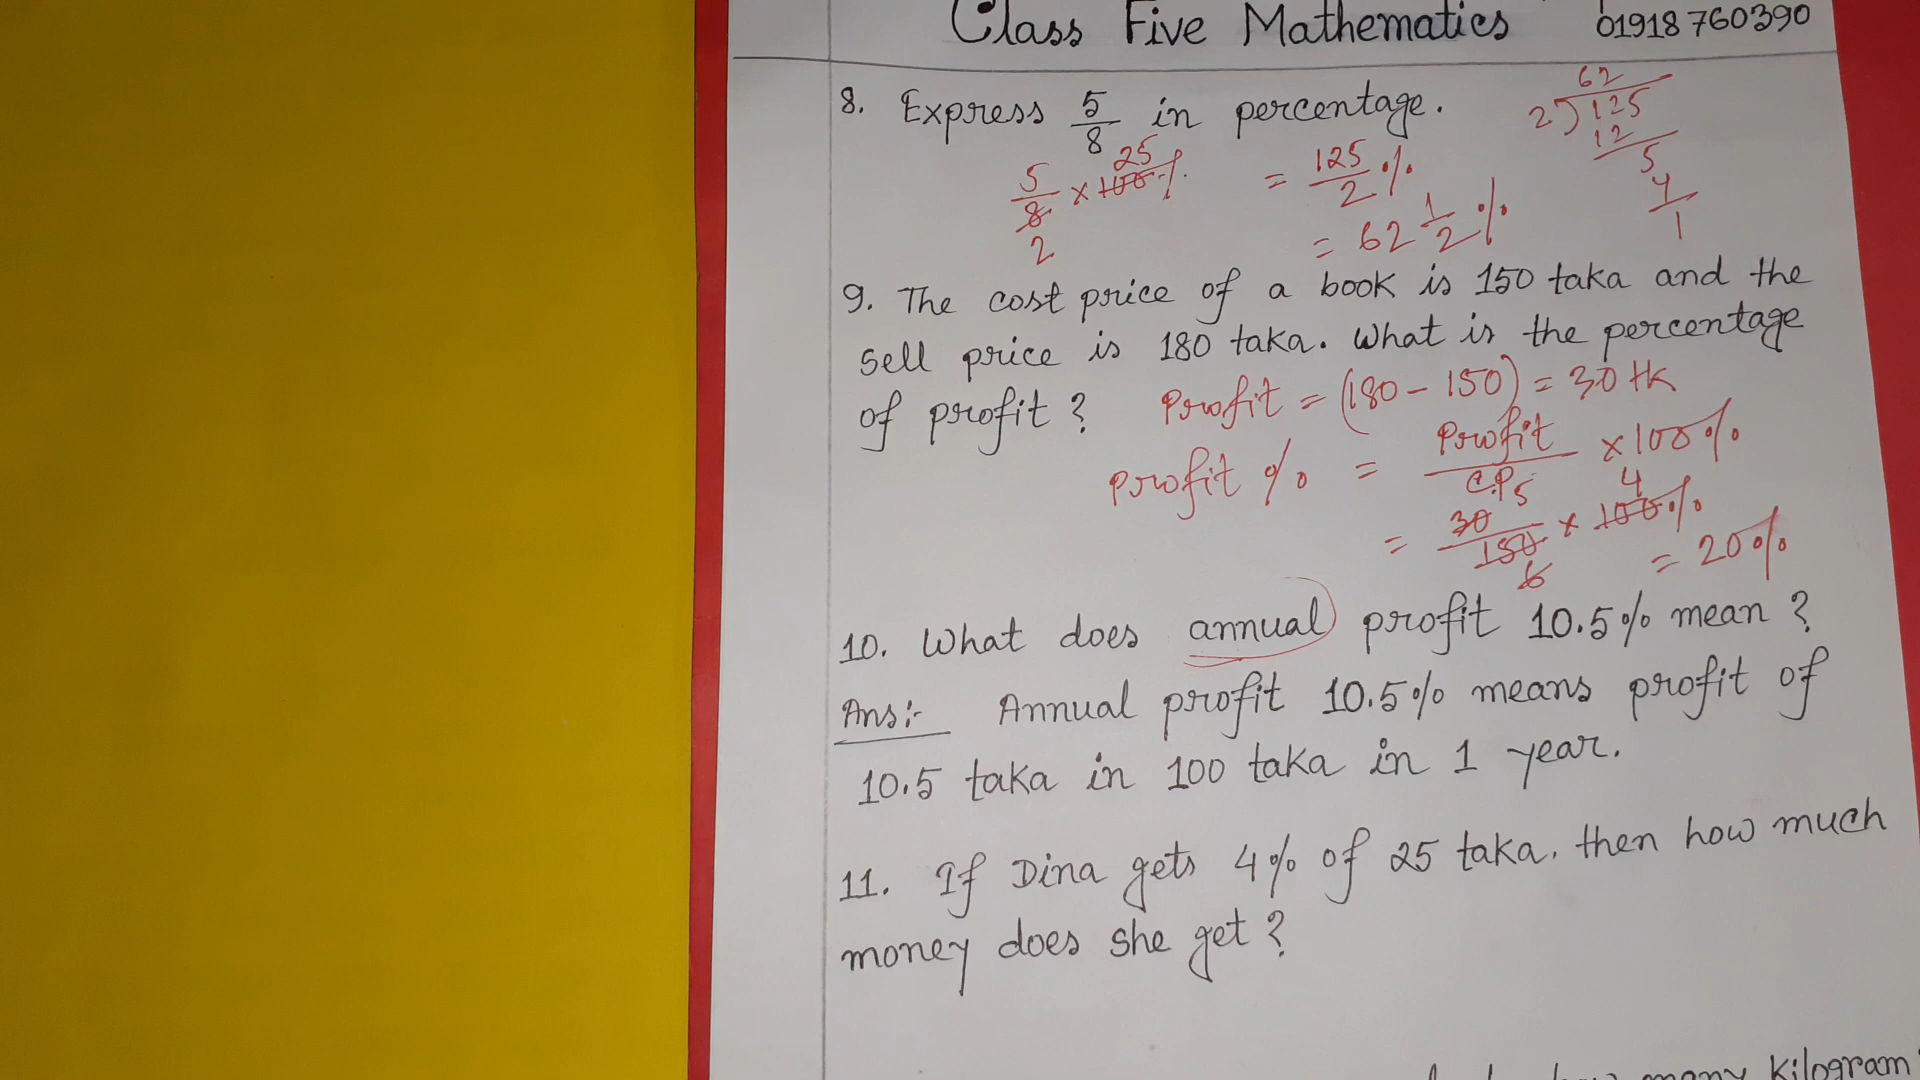 Class Five Mathematics 01918 760390
8. Express 5/8 in percentage.
5/8 × 100% = 125/2 %
25
2
= 62 1/2 %
62
2)125
12
5
4
1
9. The cost price of a book is 150 taka and the
sell price is 180 taka. What is the percentage
of profit ? Profit = (180 - 150) = 30 tk
Profit % = Profit/C.P × 100%
= 30/150 × 100%
5 4
= 20%
10. What does annual profit 10.5% mean ?
Ans:- Annual profit 10.5% means profit of
10.5 taka in 100 taka in 1 year.
11. If Dina gets 4% of 25 taka, then how much
money does she get ?
many kilogram